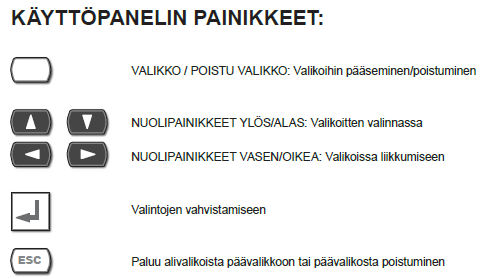 KÄYTTÖPANELIN PAINIKKEET:
VALIKKO / POISTU VALIKKO: Valikoihin pääseminen/poistuminen
NUOLIPAINIKKEET YLÖS/ALAS: Valikoitten valinnassa
NUOLIPAINIKKEET VASEN/OIKEA: Valikoissa liikkumiseen
Valintojen vahvistamiseen
ESC Paluu alivalikoista päävalikkoon tai päävalikosta poistuminen